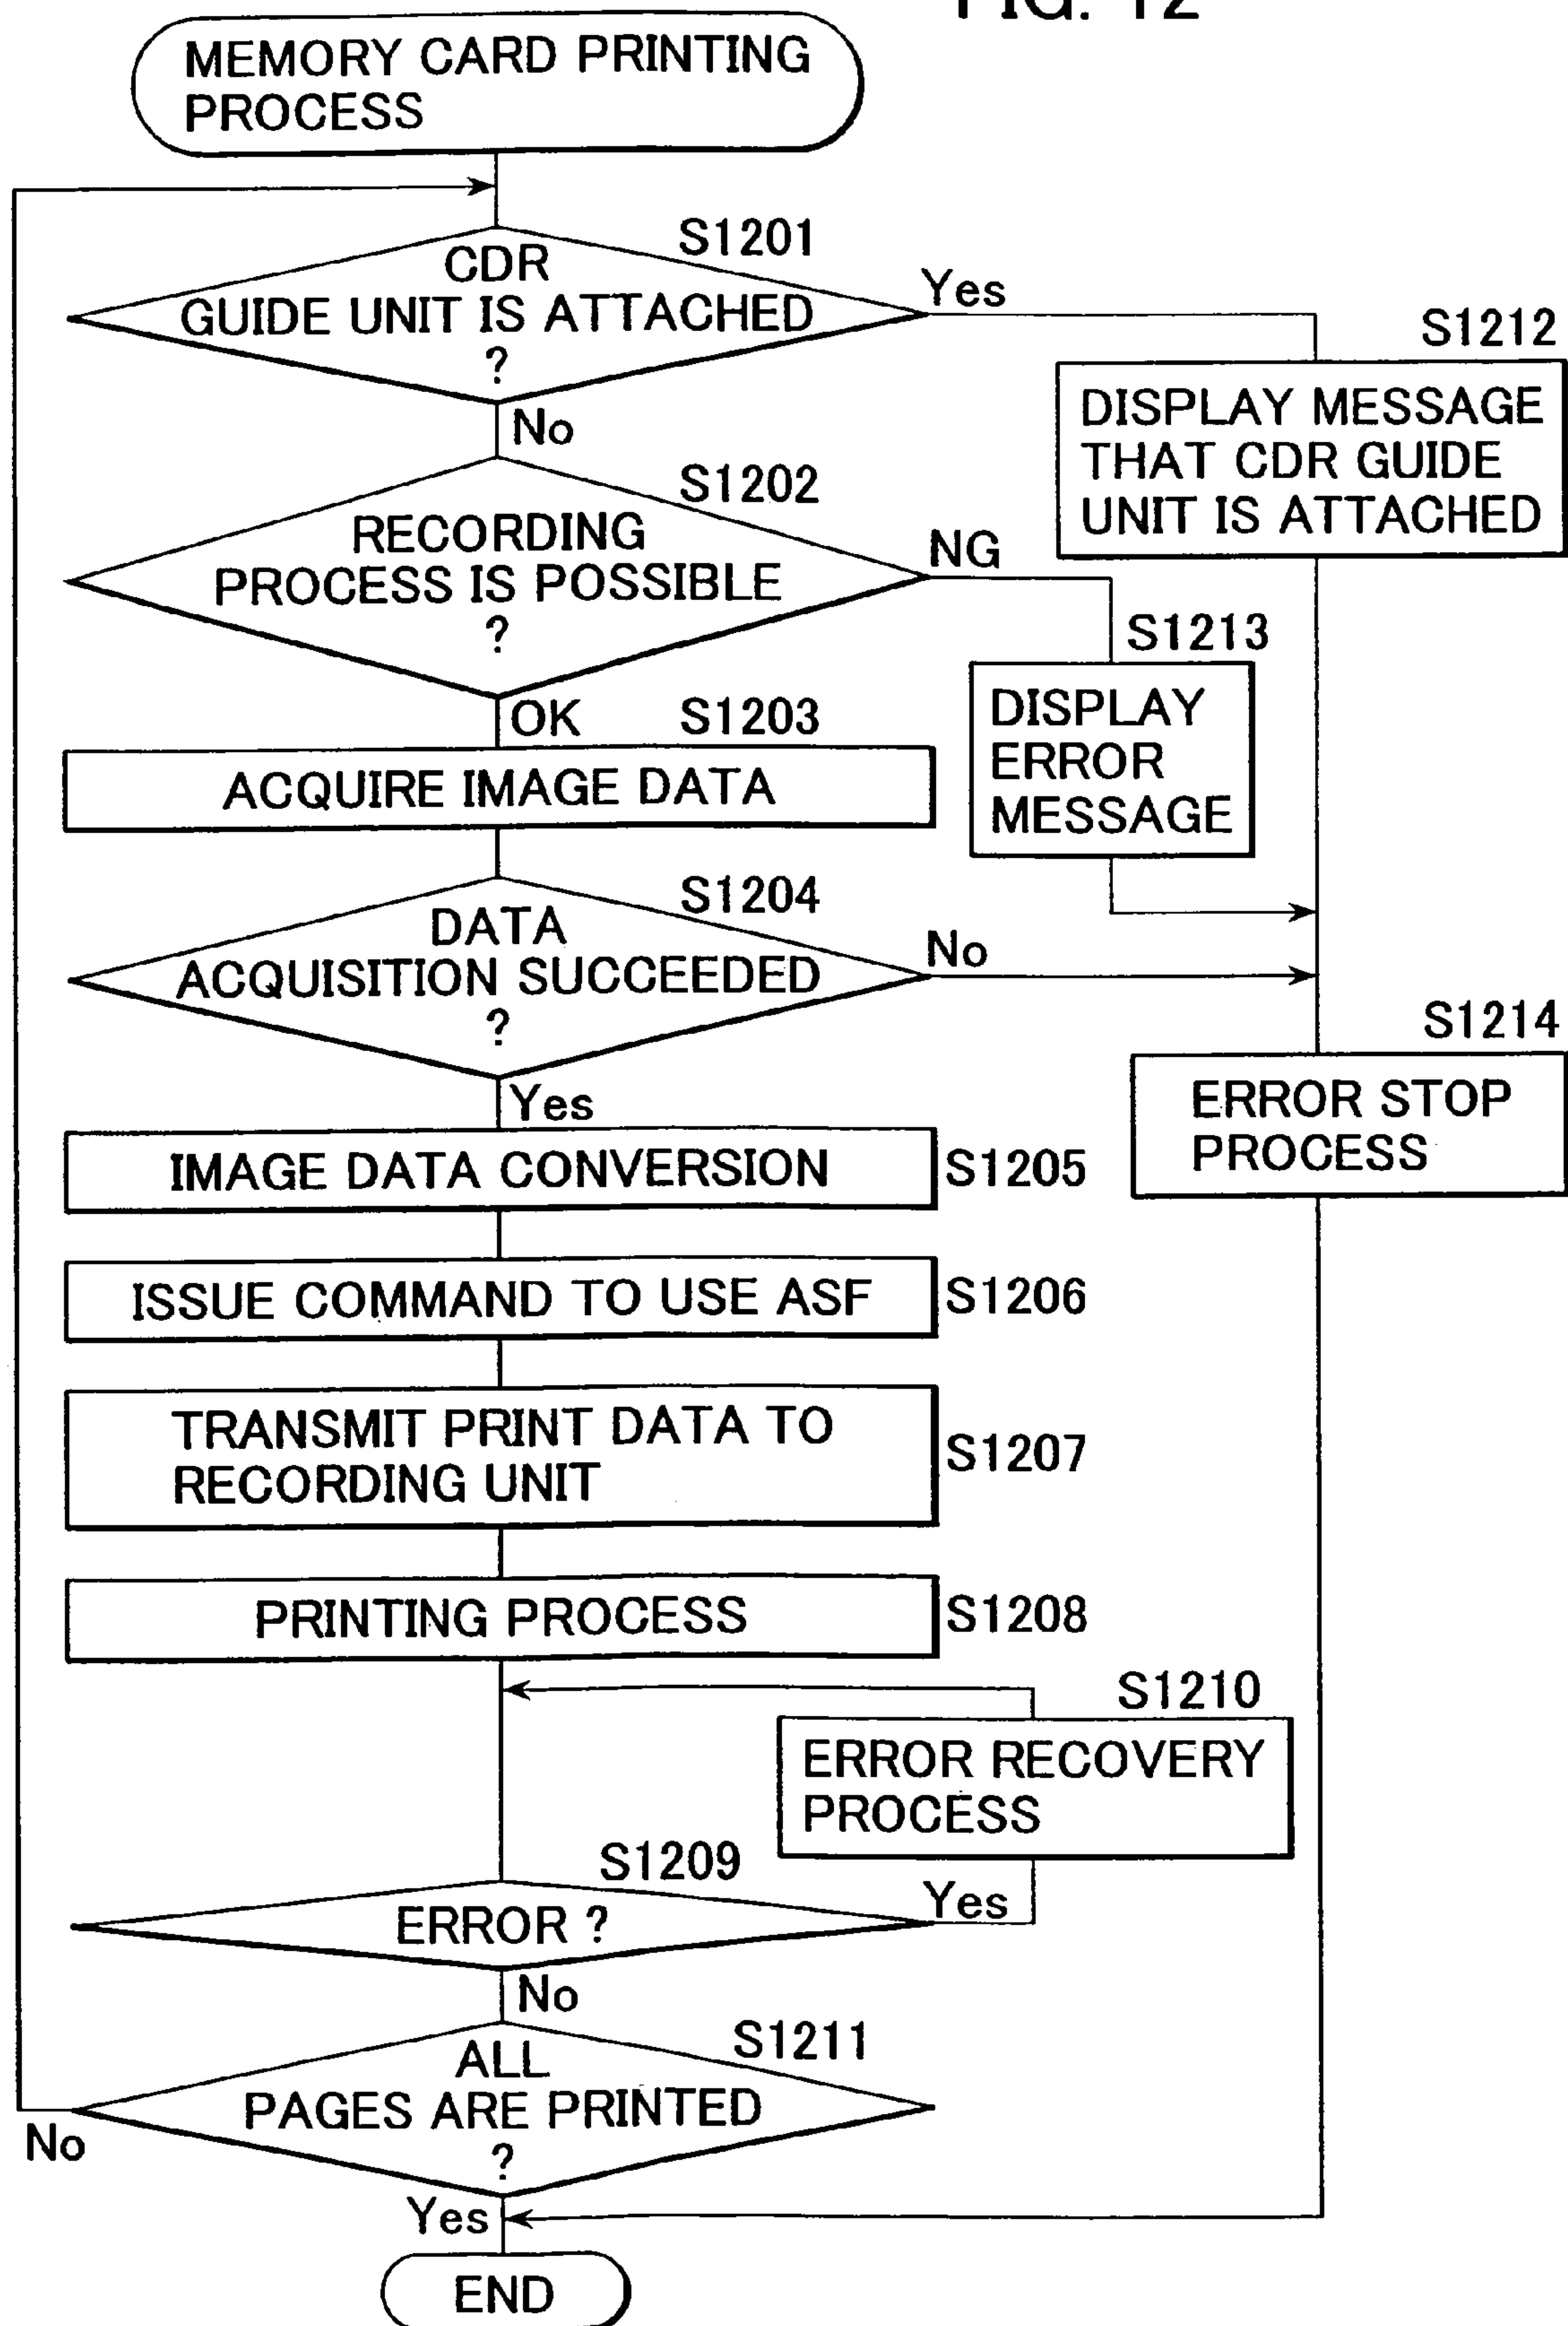 FIG. 12
MEMORY CARD PRINTING
PROCESS
S1201
CDR
GUIDE UNIT IS ATTACHED
?
Yes
No
S1212
DISPLAY MESSAGE
THAT CDR GUIDE
UNIT IS ATTACHED
S1202
RECORDING
PROCESS IS POSSIBLE
?
NG
OK
S1213
DISPLAY
ERROR
MESSAGE
S1203
ACQUIRE IMAGE DATA
S1204
DATA
ACQUISITION SUCCEEDED
?
No
Yes
S1214
ERROR STOP
PROCESS
IMAGE DATA CONVERSION
S1205
ISSUE COMMAND TO USE ASF
S1206
TRANSMIT PRINT DATA TO
RECORDING UNIT
S1207
PRINTING PROCESS
S1208
S1210
ERROR RECOVERY
PROCESS
S1209
ERROR ?
Yes
No
S1211
ALL
PAGES ARE PRINTED
?
No
Yes
END